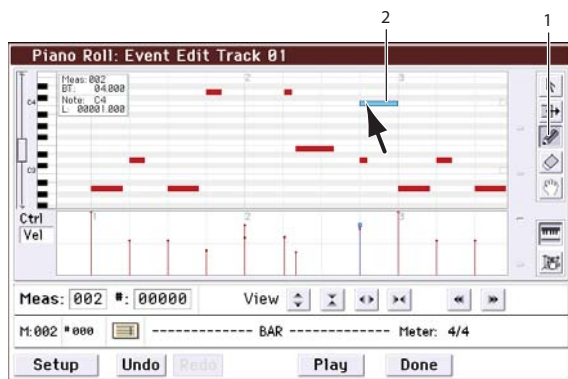 2 1
Piano Roll: Event Edit Track 01
Meas: 002
BT: 04.000
Note: C4
L: 00001.000
2 3
C4
C3
Ctrl
Vel
1 2 3
Meas: 002 #: 00000 View
M:002 #000 ------------- BAR ------------- Meter: 4/4
Setup Undo Redo Play Done